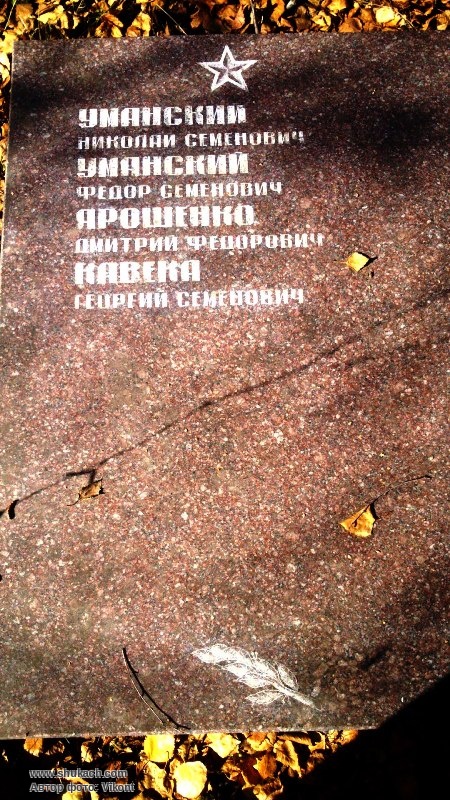 УМАНСКИЙ
НИКОЛАЙ СЕМЕНОВИЧ
УМАНСКИЙ
ФЕДОР СЕМЕНОВИЧ
ЯРОШЕНКО
ДМИТРИЙ ФЕДОРОВИЧ
КАВЕКА
ГЕОРГИЙ СЕМЕНОВИЧ
www.shukach.com
Автор фото: Vikont